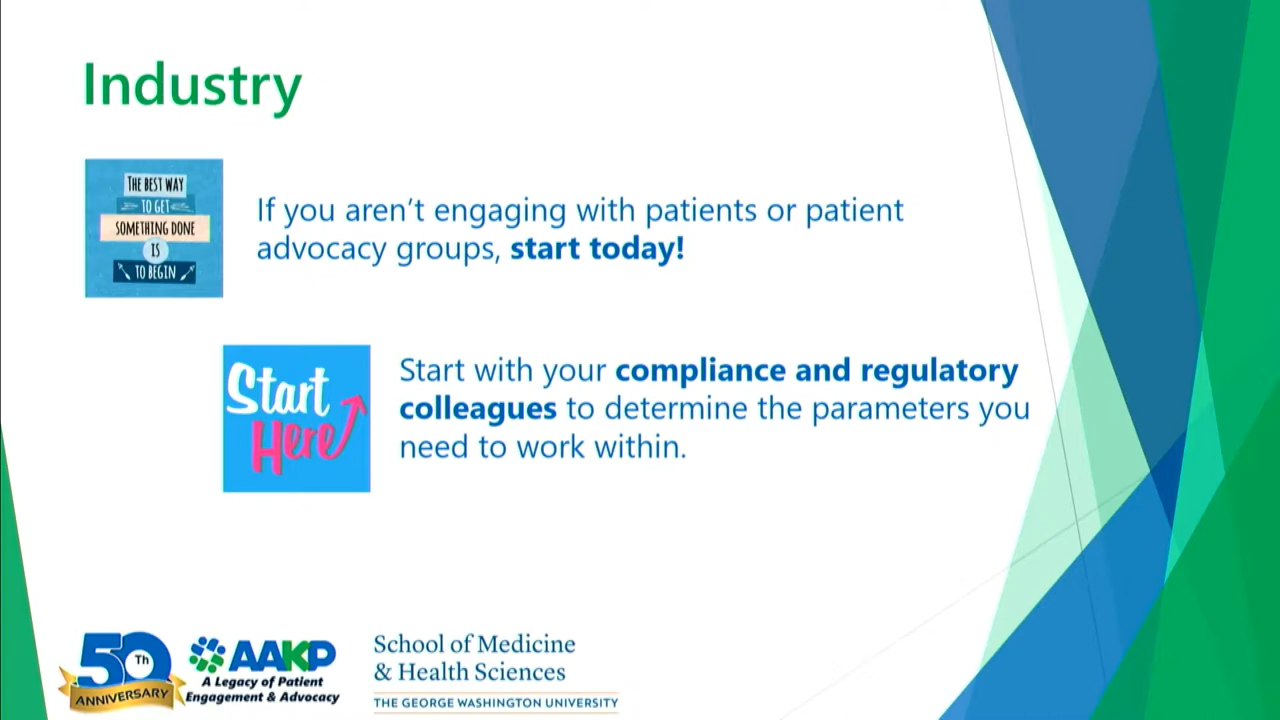 Industry
THE BEST WAY
TO GET
SOMETHING DONE
IS
TO BEGIN
If you aren't engaging with patients or patient
advocacy groups, start today!
Start
Here
Start with your compliance and regulatory
colleagues to determine the parameters you
need to work within.
50Th
ANNIVERSARY
AAKP
A Legacy of Patient
Engagement & Advocacy
School of Medicine
& Health Sciences
THE GEORGE WASHINGTON UNIVERSITY